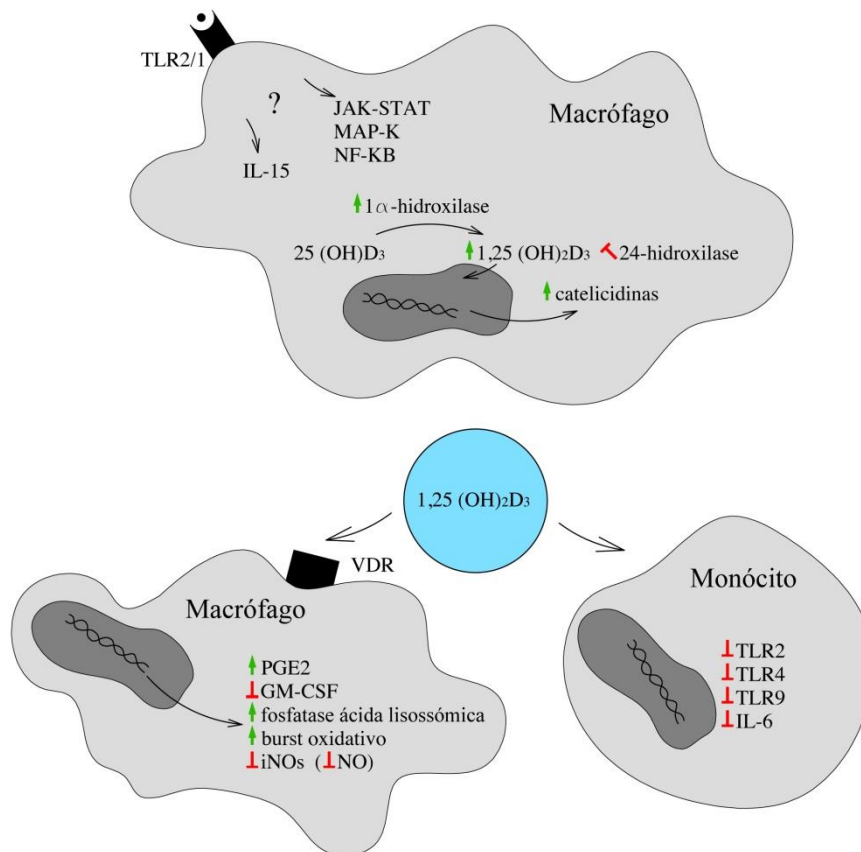 TLR2/1
?
JAK-STAT
MAP-K
NF-KB
IL-15
Macrófago
1α-hidroxilase
25 (OH)D₃
1,25 (OH)₂D₃
24-hidroxilase
catelicidinas
1,25 (OH)₂D₃
VDR
Macrófago
PGE2
GM-CSF
fosfatase ácida lisossómica
burst oxidativo
iNOs (NO)
Monócito
TLR2
TLR4
TLR9
IL-6